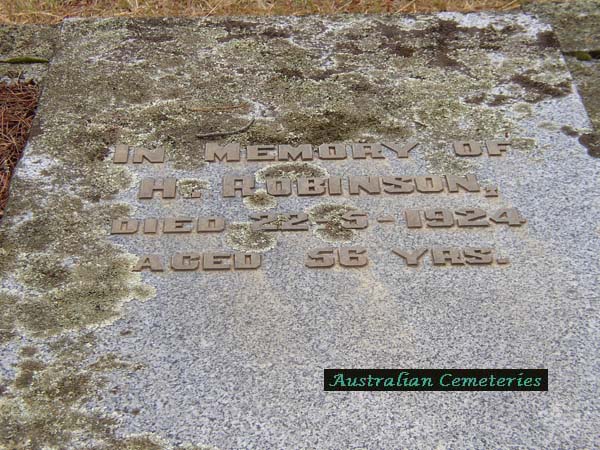 IN MEMORY OF
H. ROBINSON.
DIED 22-5-1924
AGED 56 YRS.
Australian Cemeteries